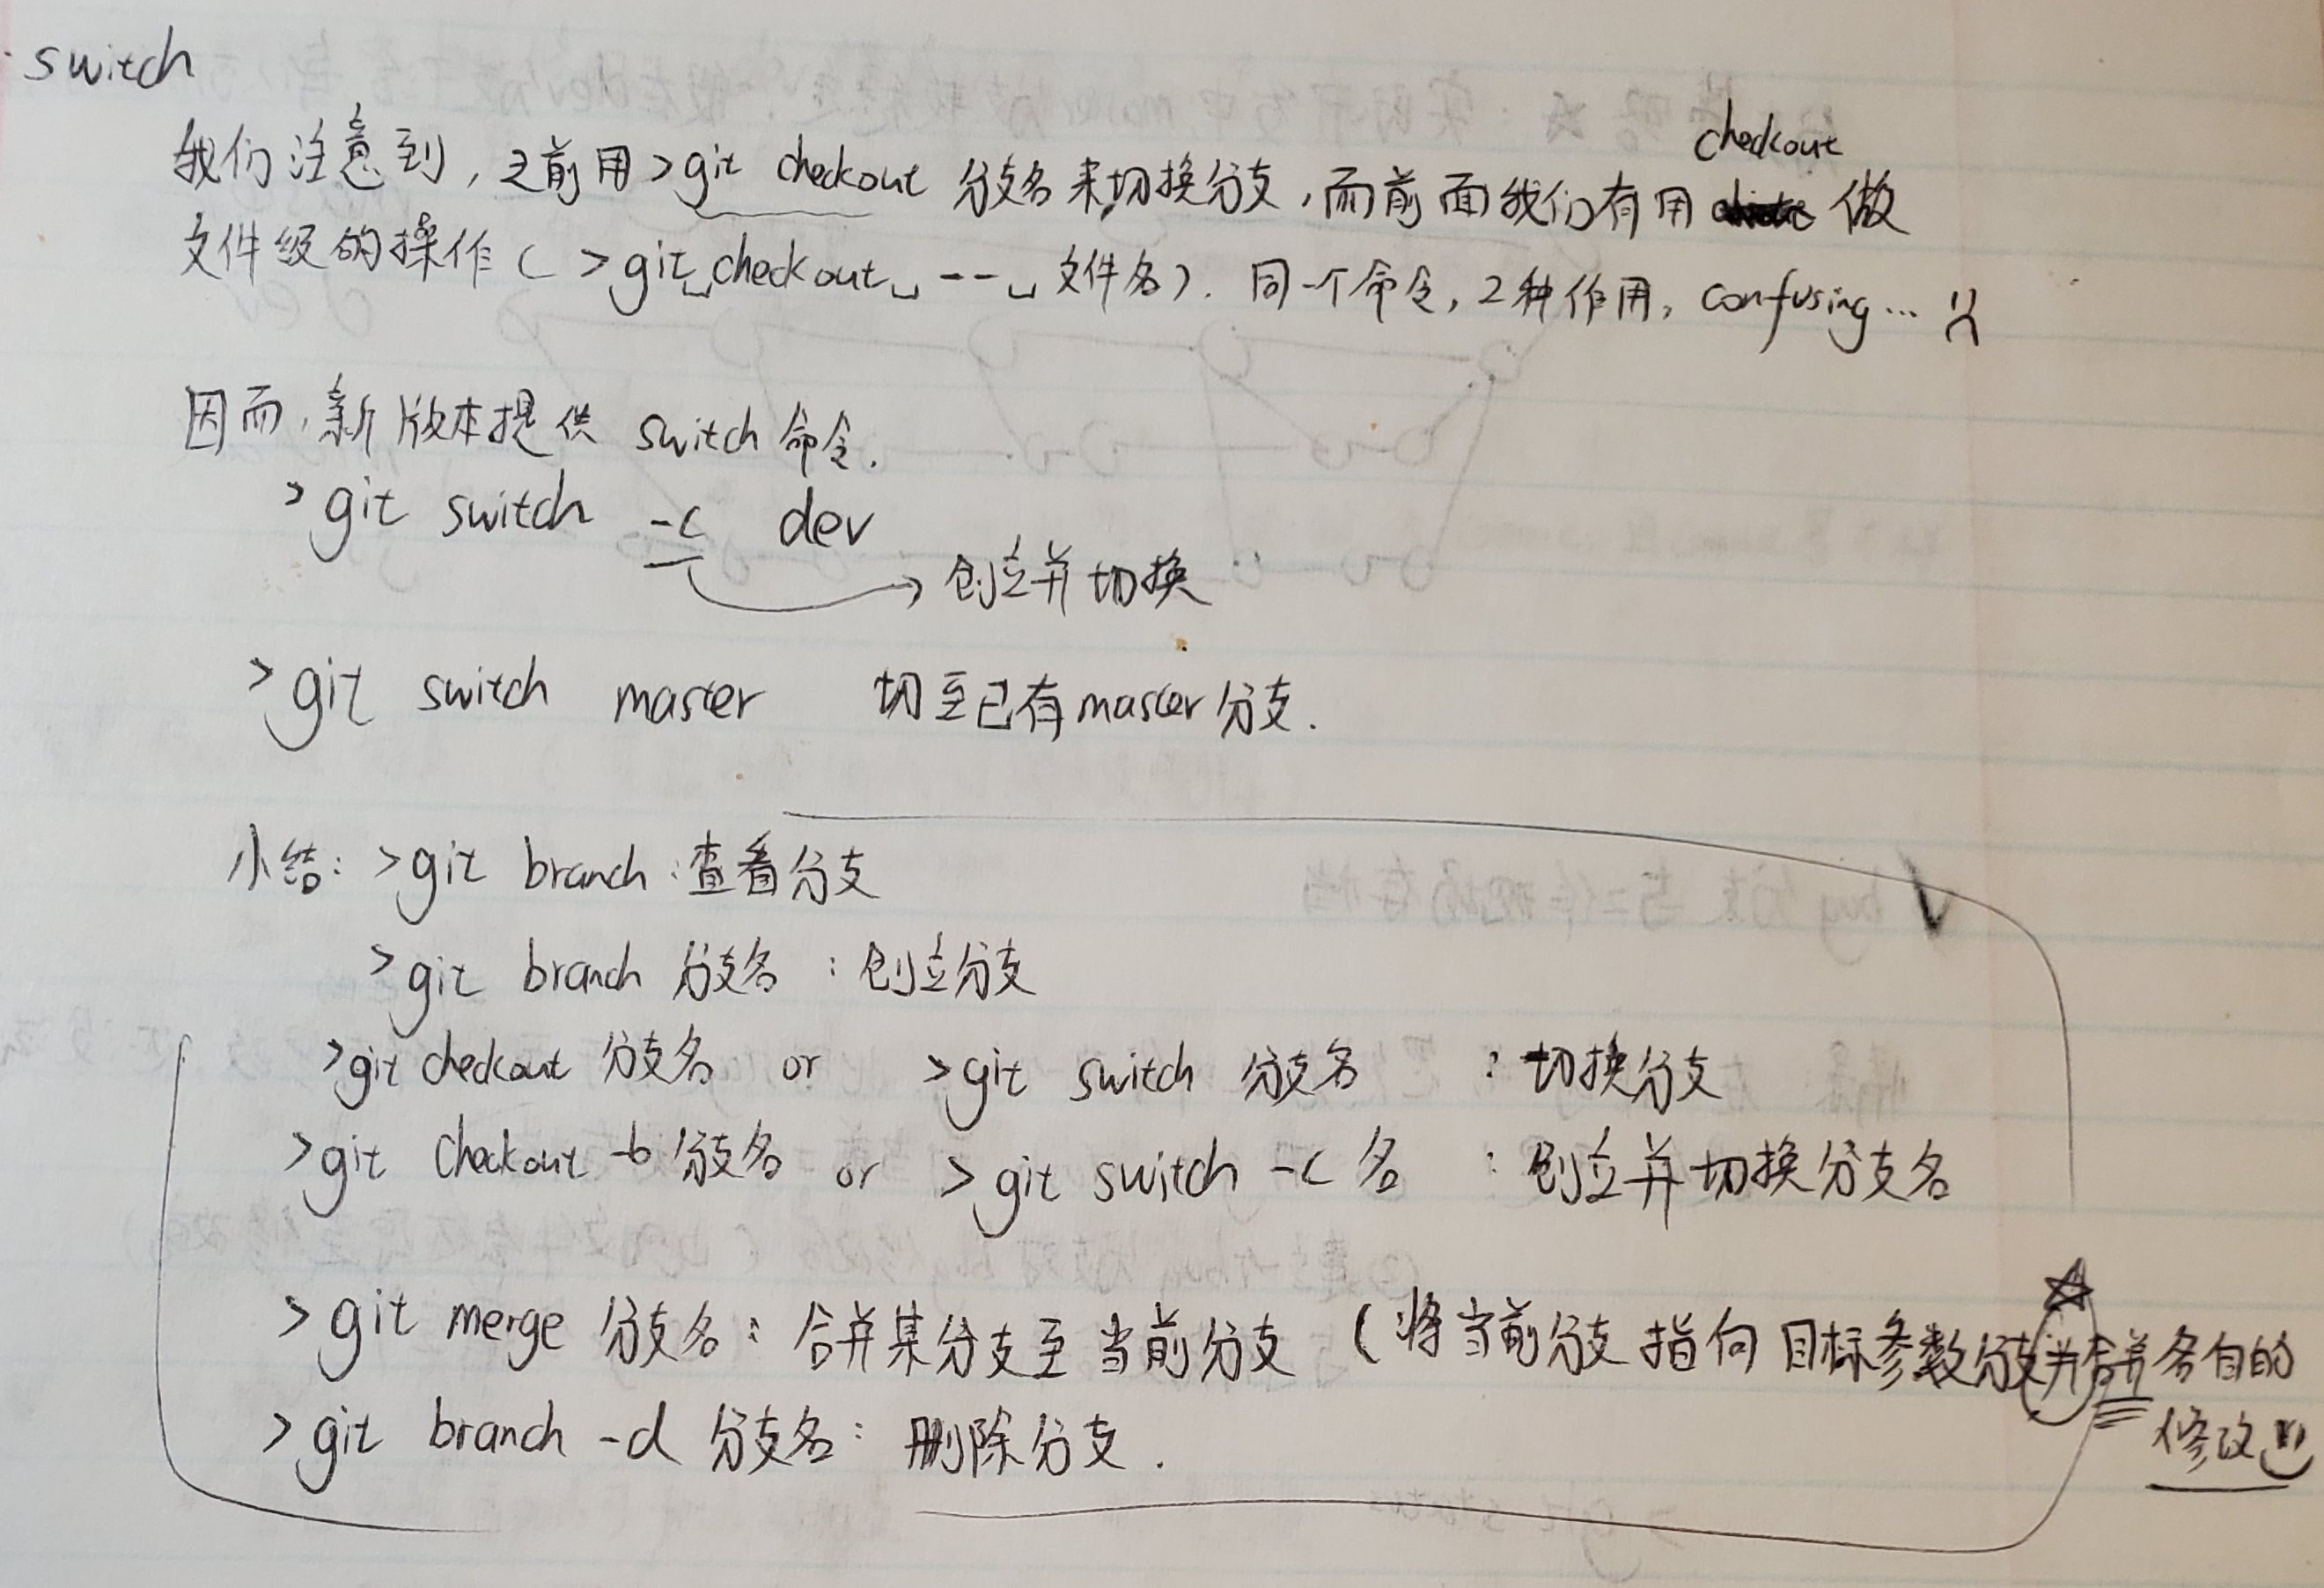 switch
我们注意到,之前用>git checkout 分支名来切换分支,而前面我们有用 checkout 做
文件级的操作( >git␣checkout␣--␣文件名). 同一个命令,2种作用, confusing...
因而,新版本提供 switch 命令.
>git switch -c dev
创立并切换
>git switch master 切至已有master分支.
小结: >git branch :查看分支
>git branch 分支名 : 创立分支
>git checkout 分支名 or >git switch 分支名 : 切换分支
>git checkout -b 分支名 or >git switch -c 名 : 创立并切换分支名
>git merge 分支名: 合并某分支至当前分支 (将当前分支指向目标参数分支并合并各自的
修改
>git branch -d 分支名: 删除分支.